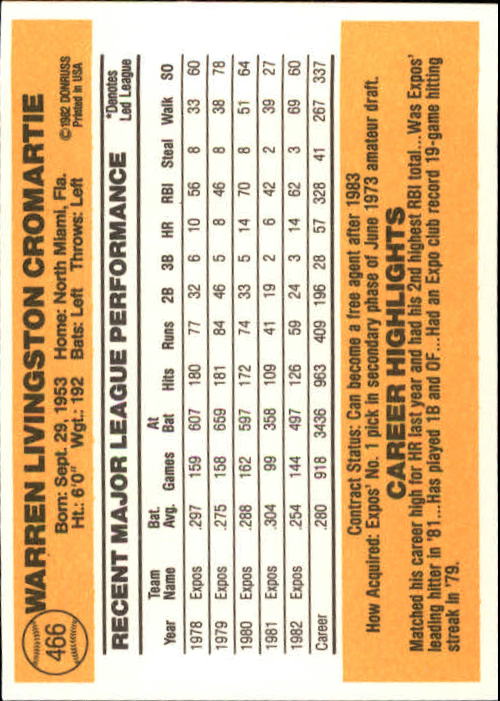 466
WARREN LIVINGSTON CROMARTIE
Born: Sept. 29, 1953 Home: North Miami, Fla.
Ht.: 6'0" Wgt.: 192 Bats: Left Throws: Left
©1982 DONRUSS
Printed in USA
RECENT MAJOR LEAGUE PERFORMANCE
*Denotes
Led League
Year Team Name Bat. Avg. Games At Bat Hits Runs 2B 3B HR RBI Steal Walk SO
1978 Expos .297 159 607 180 77 32 6 10 56 8 33 60
1979 Expos .275 158 669 181 84 46 5 8 46 8 38 78
1980 Expos .288 162 597 172 74 33 5 14 70 8 51 64
1981 Expos .304 99 358 109 41 19 2 6 42 2 39 27
1982 Expos .254 144 497 126 59 24 3 14 62 3 69 60
Career .280 918 3436 963 409 196 28 57 328 41 267 337
Contract Status: Can become a free agent after 1983
How Acquired: Expos' No. 1 pick in secondary phase of June 1973 amateur draft.
CAREER HIGHLIGHTS
Matched his career high for HR last year and had his 2nd highest RBI total...Was Expos'
leading hitter in '81...Has played 1B and OF...Had an Expo club record 19-game hitting
streak in '79.